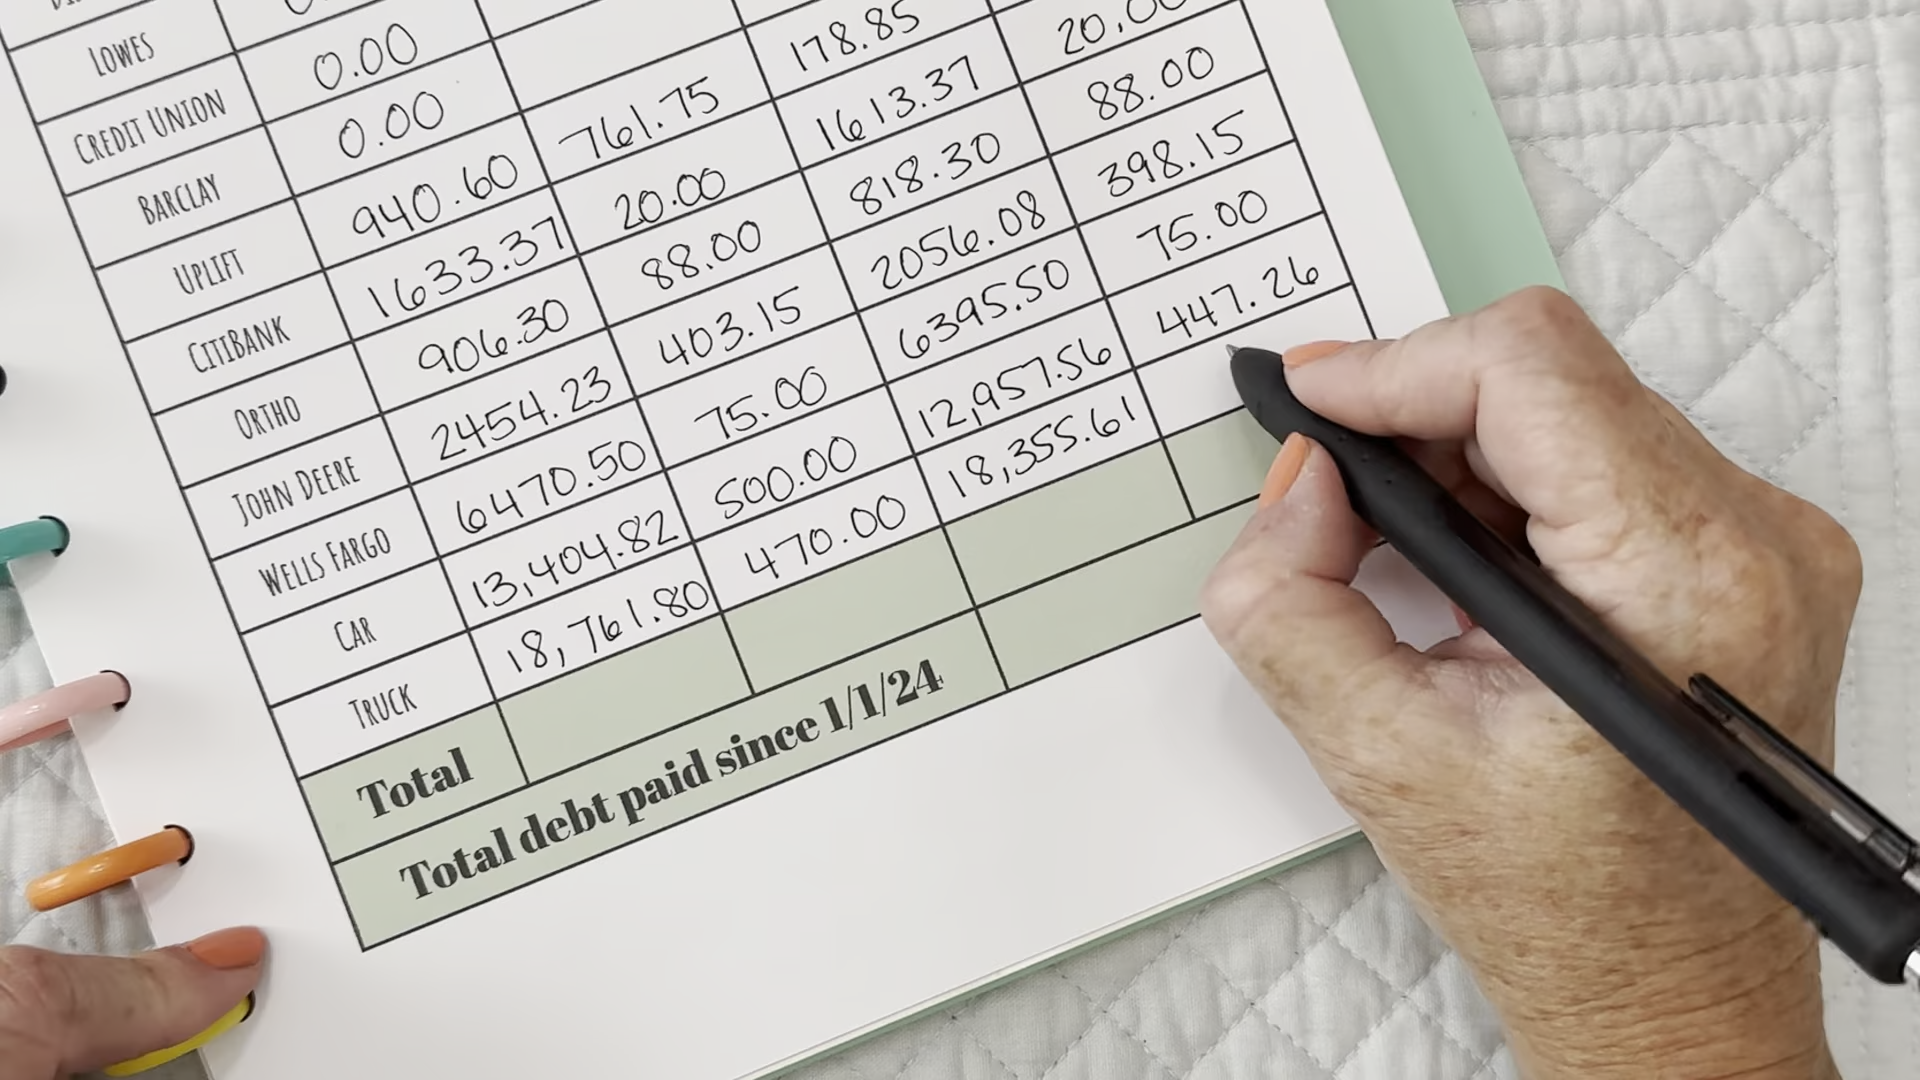 LOWES
CREDIT UNION 0.00
BARCLAY 0.00
UPLIFT 940.60 761.75 178.85
CITIBANK 1633.37 20.00 1613.37 20.00
ORTHO 906.30 88.00 818.30 88.00
JOHN DEERE 2454.23 403.15 2056.08 398.15
WELLS FARGO 6470.50 75.00 6395.50 75.00
CAR 13,404.82 500.00 12,957.56 447.26
TRUCK 18,761.80 470.00 18,355.61
Total
Total debt paid since 1/1/24